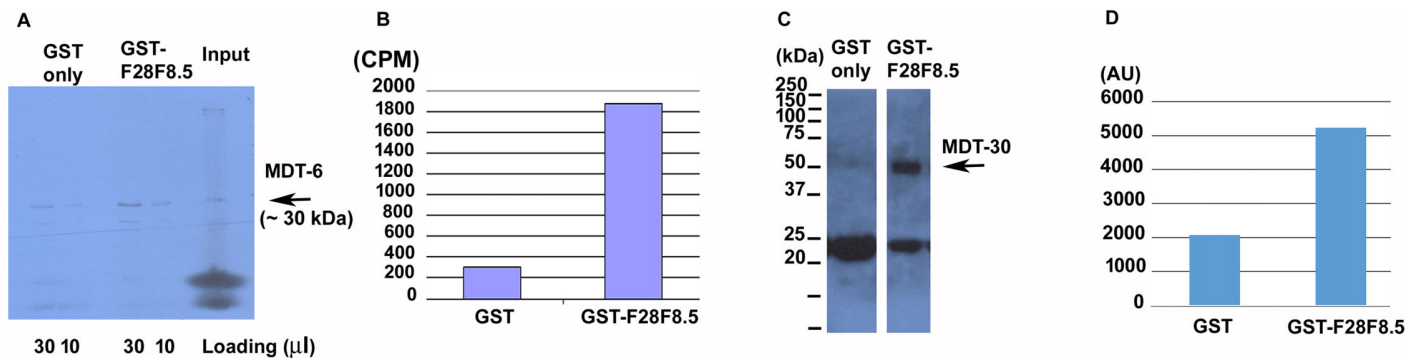 A
GST only
GST-F28F8.5
Input
MDT-6
(~ 30 kDa)
30 10 30 10 Loading (µl)
B
(CPM)
2000
1800
1600
1400
1200
1000
800
600
400
200
0
GST GST-F28F8.5
C
(kDa)
GST only
GST-F28F8.5
250
150
100
75
50
37
25
20
MDT-30
D
(AU)
6000
5000
4000
3000
2000
1000
0
GST GST-F28F8.5